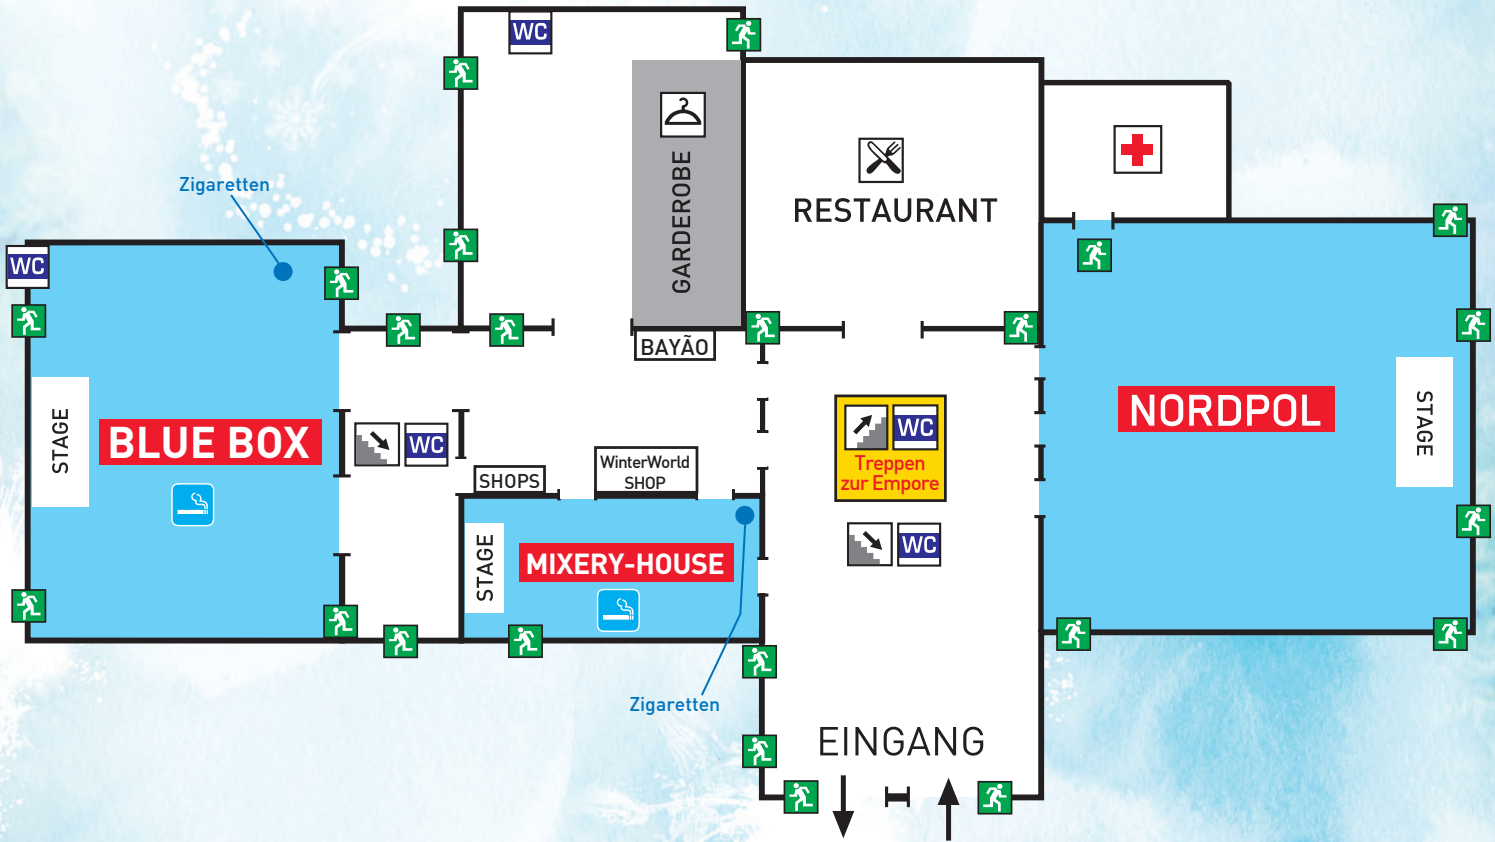 WC
Zigaretten
GARDEROBE
RESTAURANT
WC
BAYÃO
STAGE
BLUE BOX
WC
SHOPS
WinterWorld
SHOP
WC
Treppen
zur Empore
NORDPOL
STAGE
STAGE
MIXERY-HOUSE
WC
Zigaretten
EINGANG